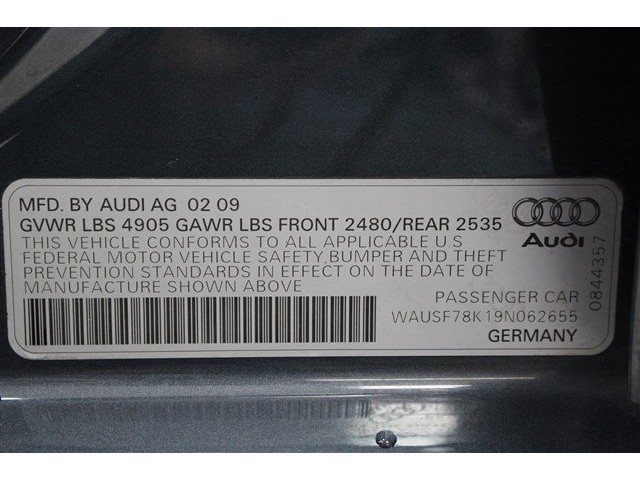 MFD. BY AUDI AG 02 09
GVWR LBS 4905 GAWR LBS FRONT 2480/REAR 2535
THIS VEHICLE CONFORMS TO ALL APPLICABLE U S
FEDERAL MOTOR VEHICLE SAFETY, BUMPER AND THEFT
PREVENTION STANDARDS IN EFFECT ON THE DATE OF
MANUFACTURE SHOWN ABOVE
Audi
0844357
PASSENGER CAR
WAUSF78K19N062655
GERMANY